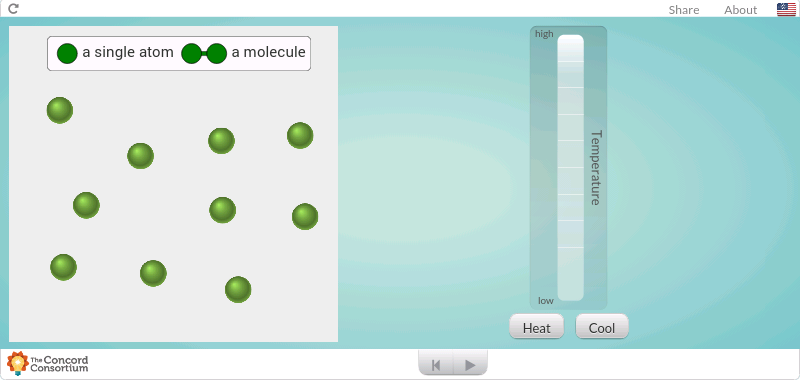 Share About
a single atom a molecule
high
Temperature
low
Heat Cool
The Concord
Consortium